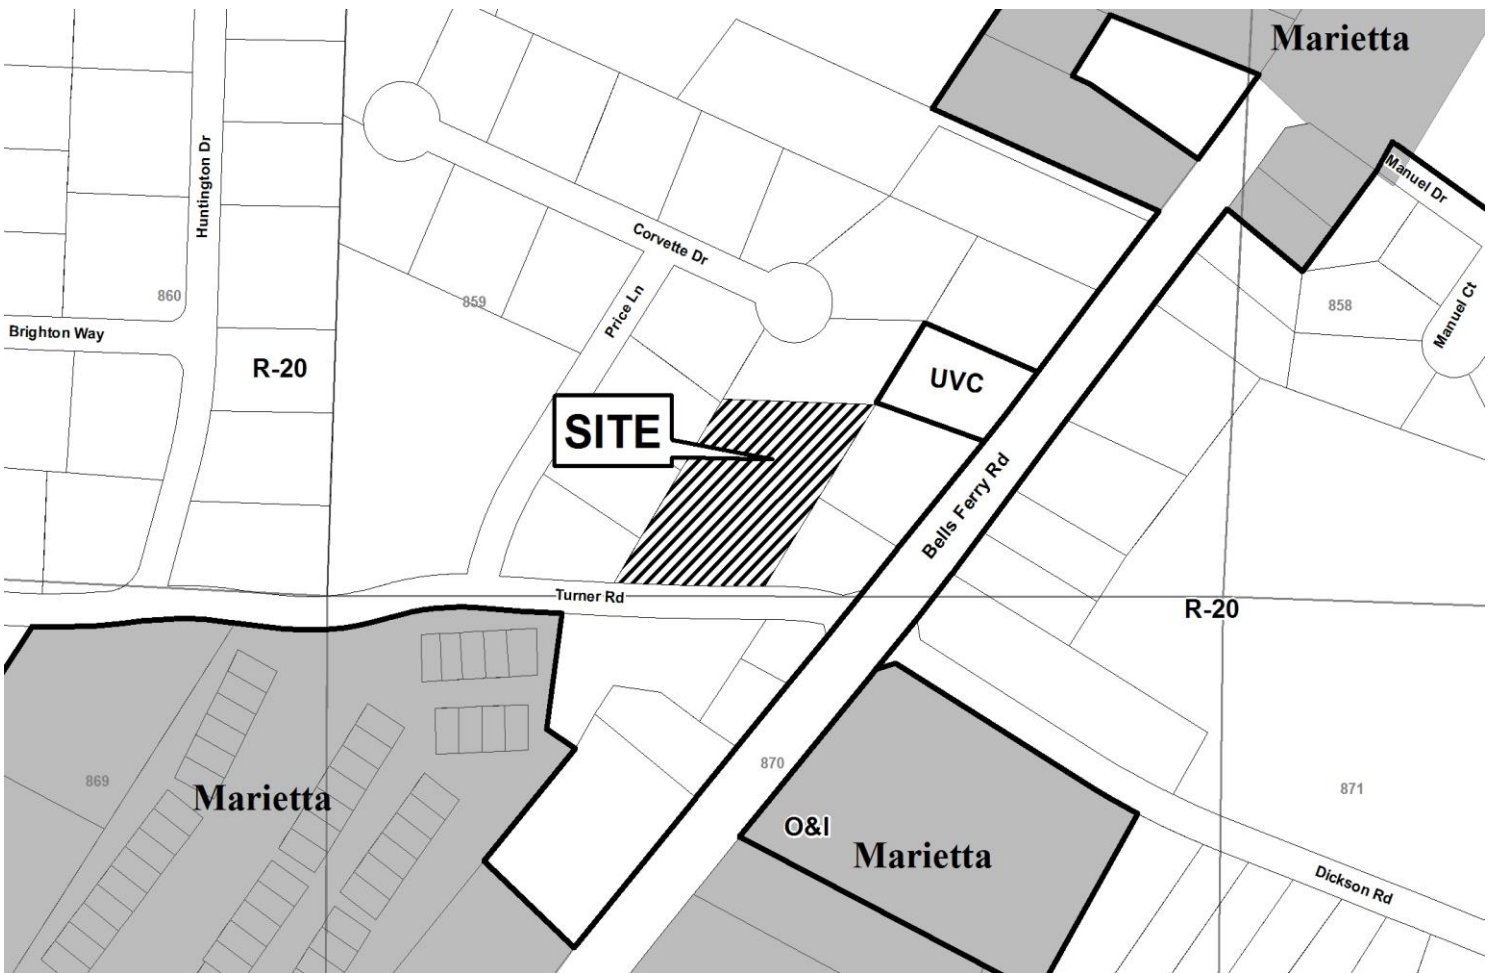 Marietta
Manuel Dr
Huntington Dr
Corvette Dr
860
859
Price Ln
858
Manuel Ct
Brighton Way
R-20
UVC
SITE
Bells Ferry Rd
Turner Rd
R-20
870
869
871
Marietta
O&I
Marietta
Dickson Rd